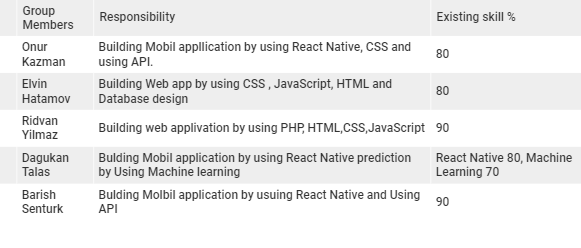 Group Members
Responsibility
Existing skill %
Onur Kazman
Building Mobil appllication by using React Native, CSS and
using API.
80
Elvin Hatamov
Building Web app by using CSS , JavaScript, HTML and
Database design
80
Ridvan Yilmaz
Building web applivation by using PHP, HTML,CSS,JavaScript
90
Dagukan Talas
Bulding Mobil application by using React Native prediction
by Using Machine learning
React Native 80, Machine
Learning 70
Barish Senturk
Bulding Molbil application by usuing React Native and Using
API
90